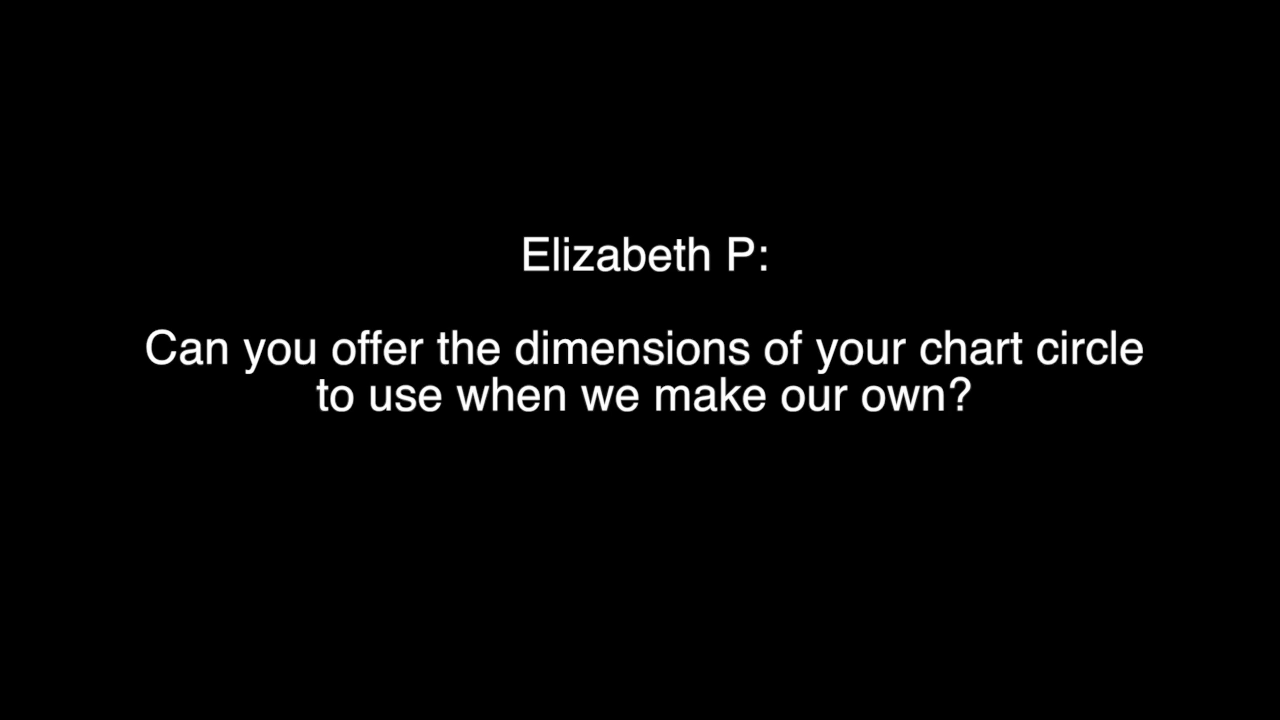 Elizabeth P:
Can you offer the dimensions of your chart circle
to use when we make our own?